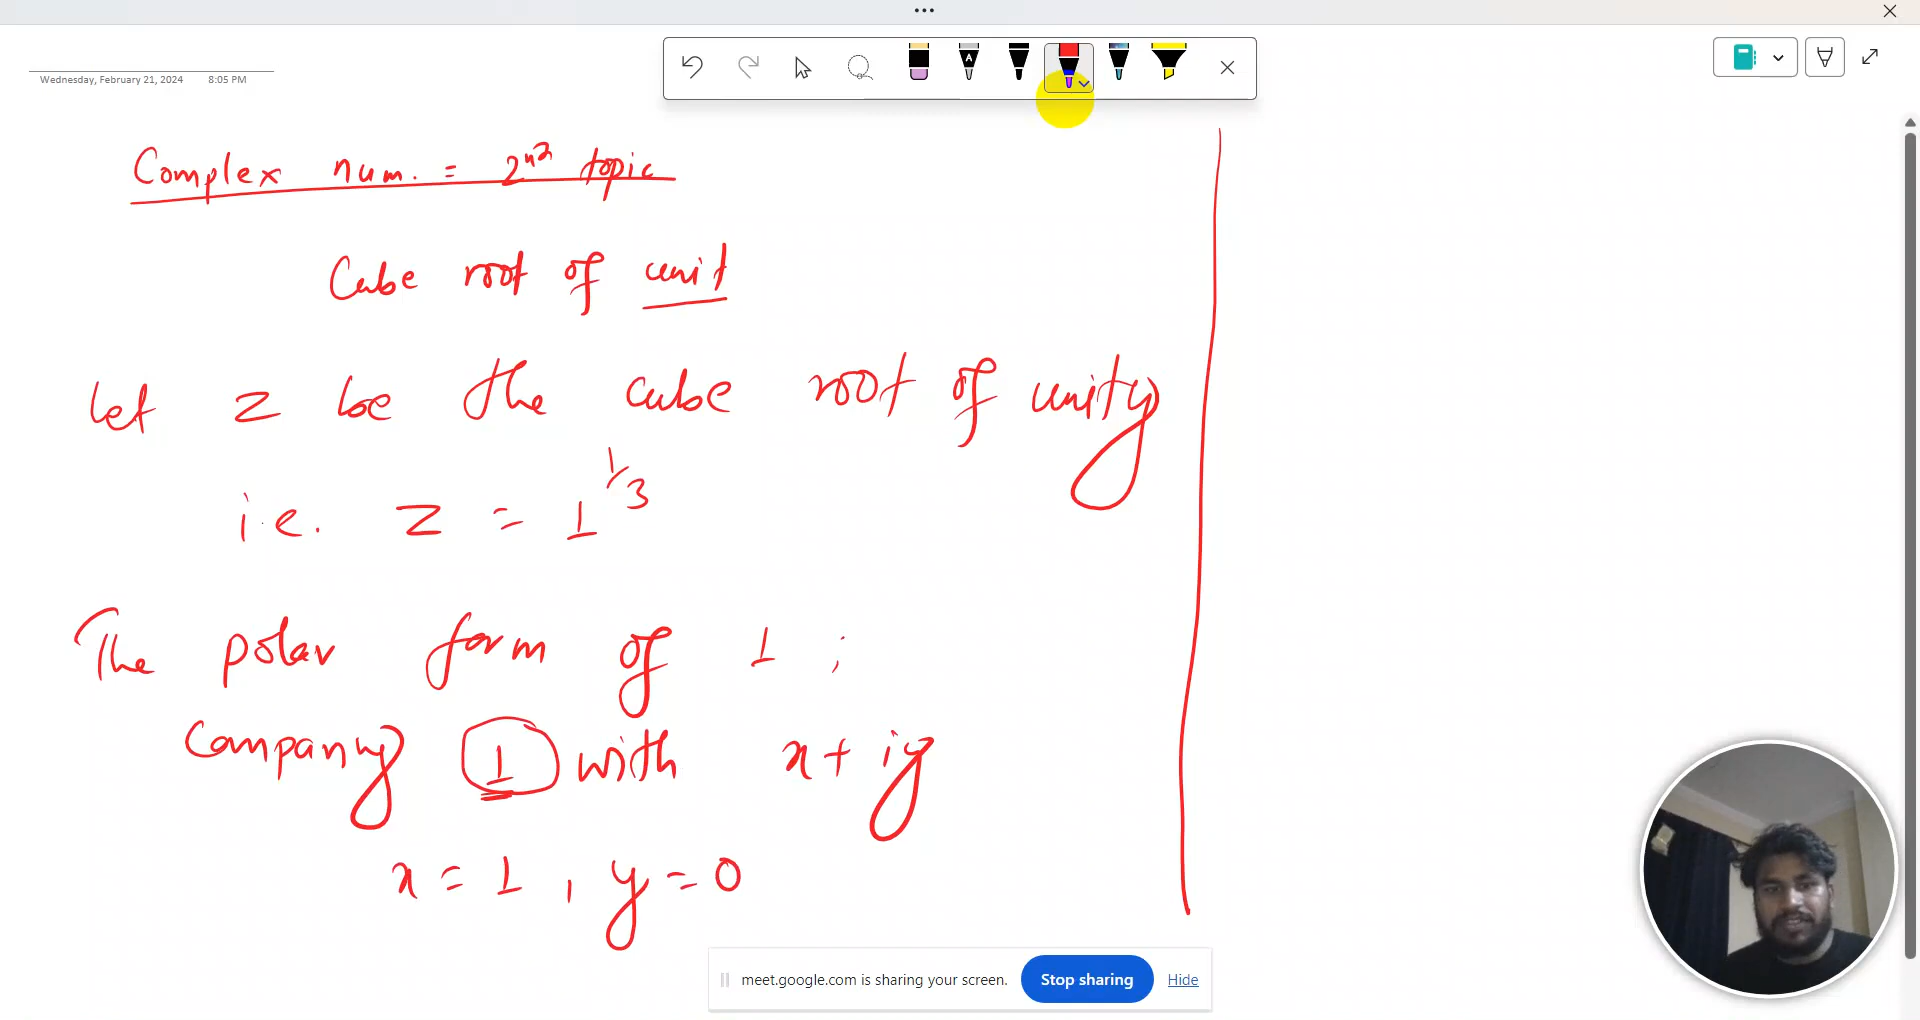 Wednesday, February 21, 2024 8:05 PM
Complex num. = 2nd topic
Cube root of unit
Let z be the cube root of unity
i.e. z = 1^1/3
The polar form of 1 ;
Comparing 1 with x + iy
x = 1 , y = 0
meet.google.com is sharing your screen. Stop sharing Hide